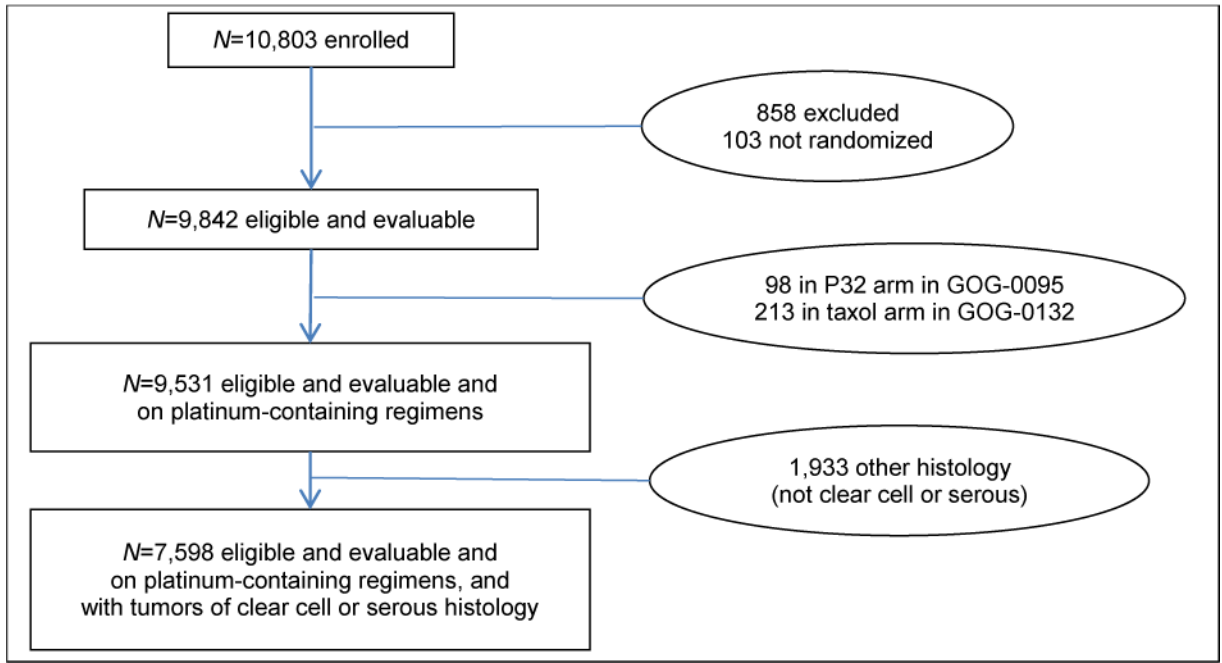 N=10,803 enrolled
858 excluded
103 not randomized
N=9,842 eligible and evaluable
98 in P32 arm in GOG-0095
213 in taxol arm in GOG-0132
N=9,531 eligible and evaluable and
on platinum-containing regimens
1,933 other histology
(not clear cell or serous)
N=7,598 eligible and evaluable and
on platinum-containing regimens, and
with tumors of clear cell or serous histology